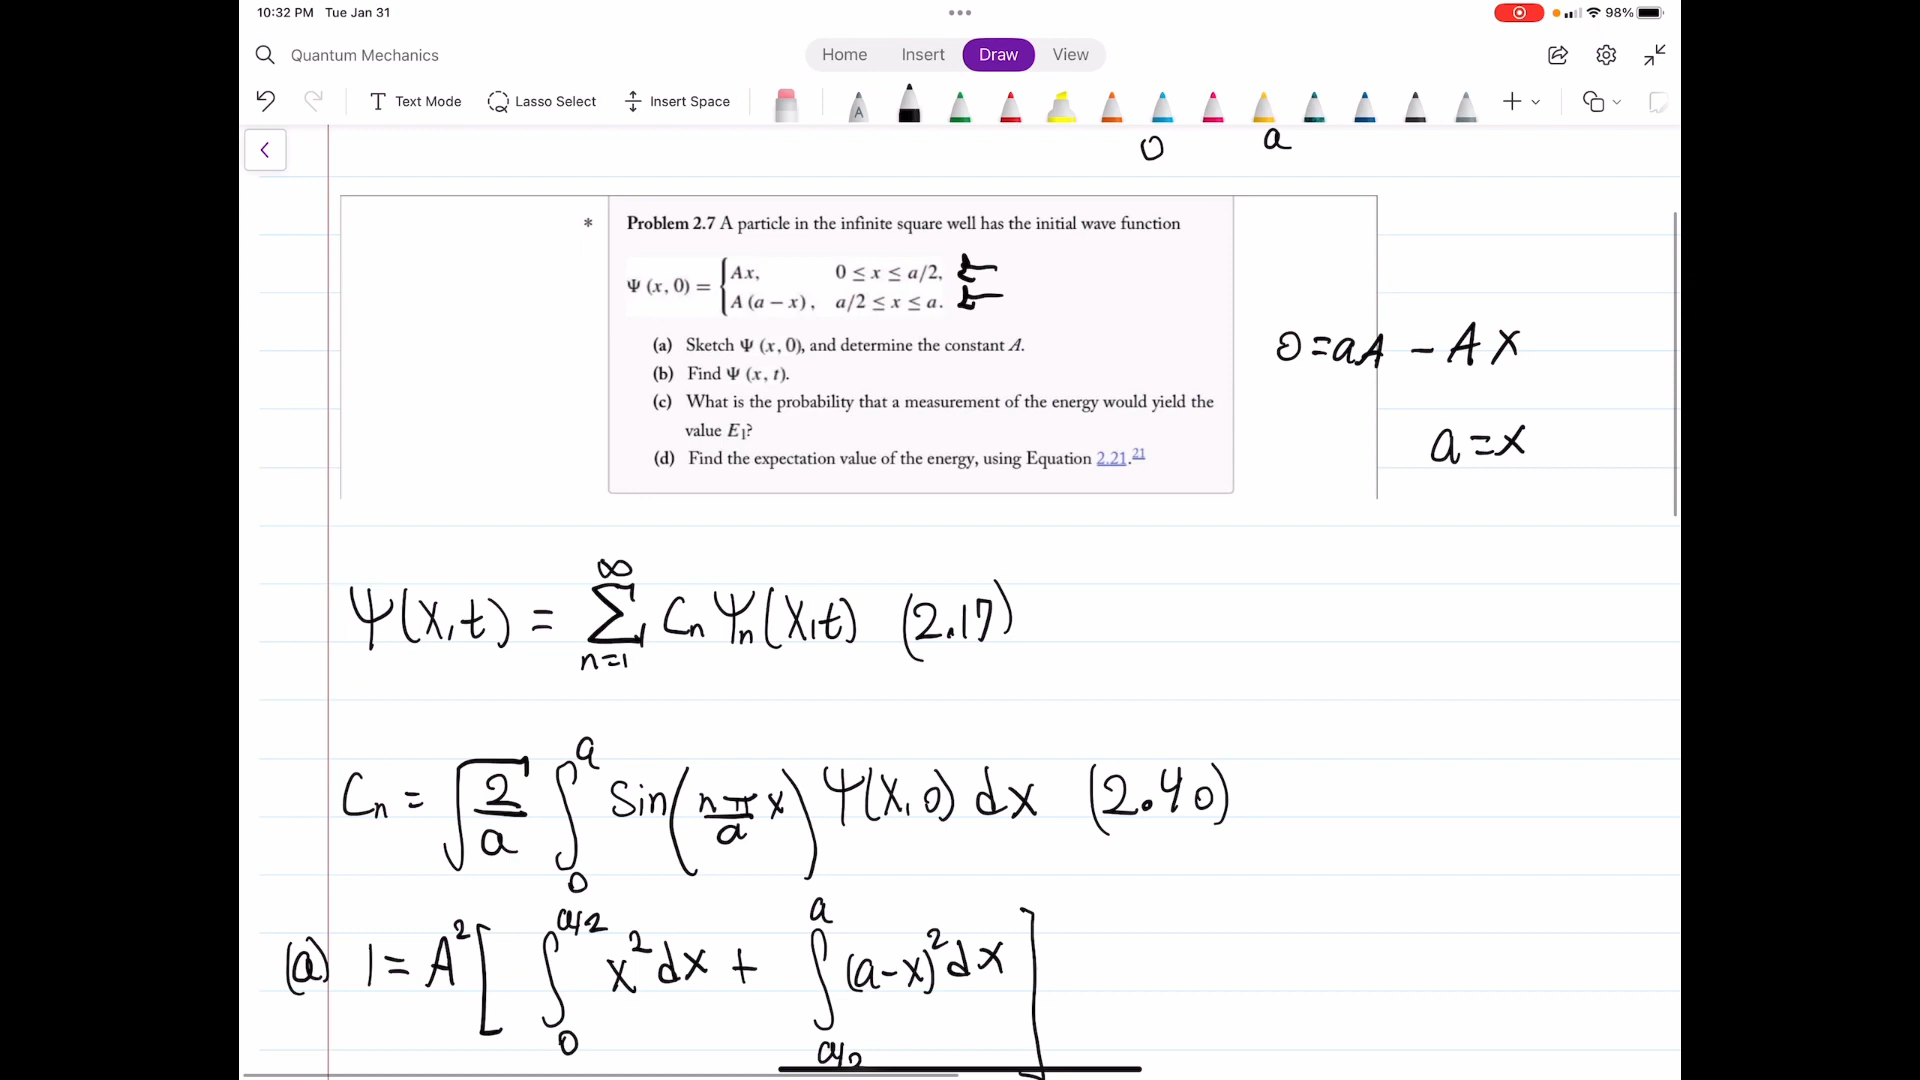 10:32 PM Tue Jan 31
98%
Quantum Mechanics
Home Insert Draw View
Text Mode Lasso Select Insert Space
A
0 a
* Problem 2.7 A particle in the infinite square well has the initial wave function
Ψ (x, 0) = { Ax, 0 ≤ x ≤ a/2,
A (a − x), a/2 ≤ x ≤ a.
(a) Sketch Ψ (x, 0), and determine the constant A.
(b) Find Ψ (x, t).
(c) What is the probability that a measurement of the energy would yield the
value E₁?
(d) Find the expectation value of the energy, using Equation 2.21.²¹
0 = aA − Ax
a = x
Ψ(x,t) = ∑_{n=1}^{∞} Cₙ Ψₙ(x,t) (2.17)
Cₙ = √(2/a) ∫₀^a Sin(nπ/a x) Ψ(x,0) dx (2.40)
(a) 1 = A² [ ∫₀^{a/2} x² dx + ∫_{a/2}^a (a−x)² dx ]